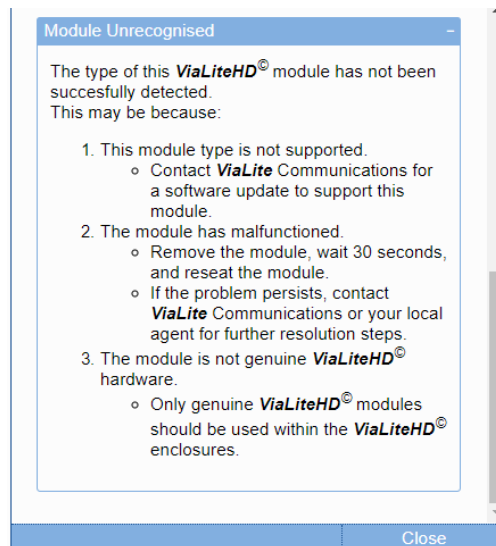 Module Unrecognised −
The type of this ViaLiteHD© module has not been
succesfully detected.
This may be because:
1. This module type is not supported.
◦ Contact ViaLite Communications for
a software update to support this
module.
2. The module has malfunctioned.
◦ Remove the module, wait 30 seconds,
and reseat the module.
◦ If the problem persists, contact
ViaLite Communications or your local
agent for further resolution steps.
3. The module is not genuine ViaLiteHD©
hardware.
◦ Only genuine ViaLiteHD© modules
should be used within the ViaLiteHD©
enclosures.
Close